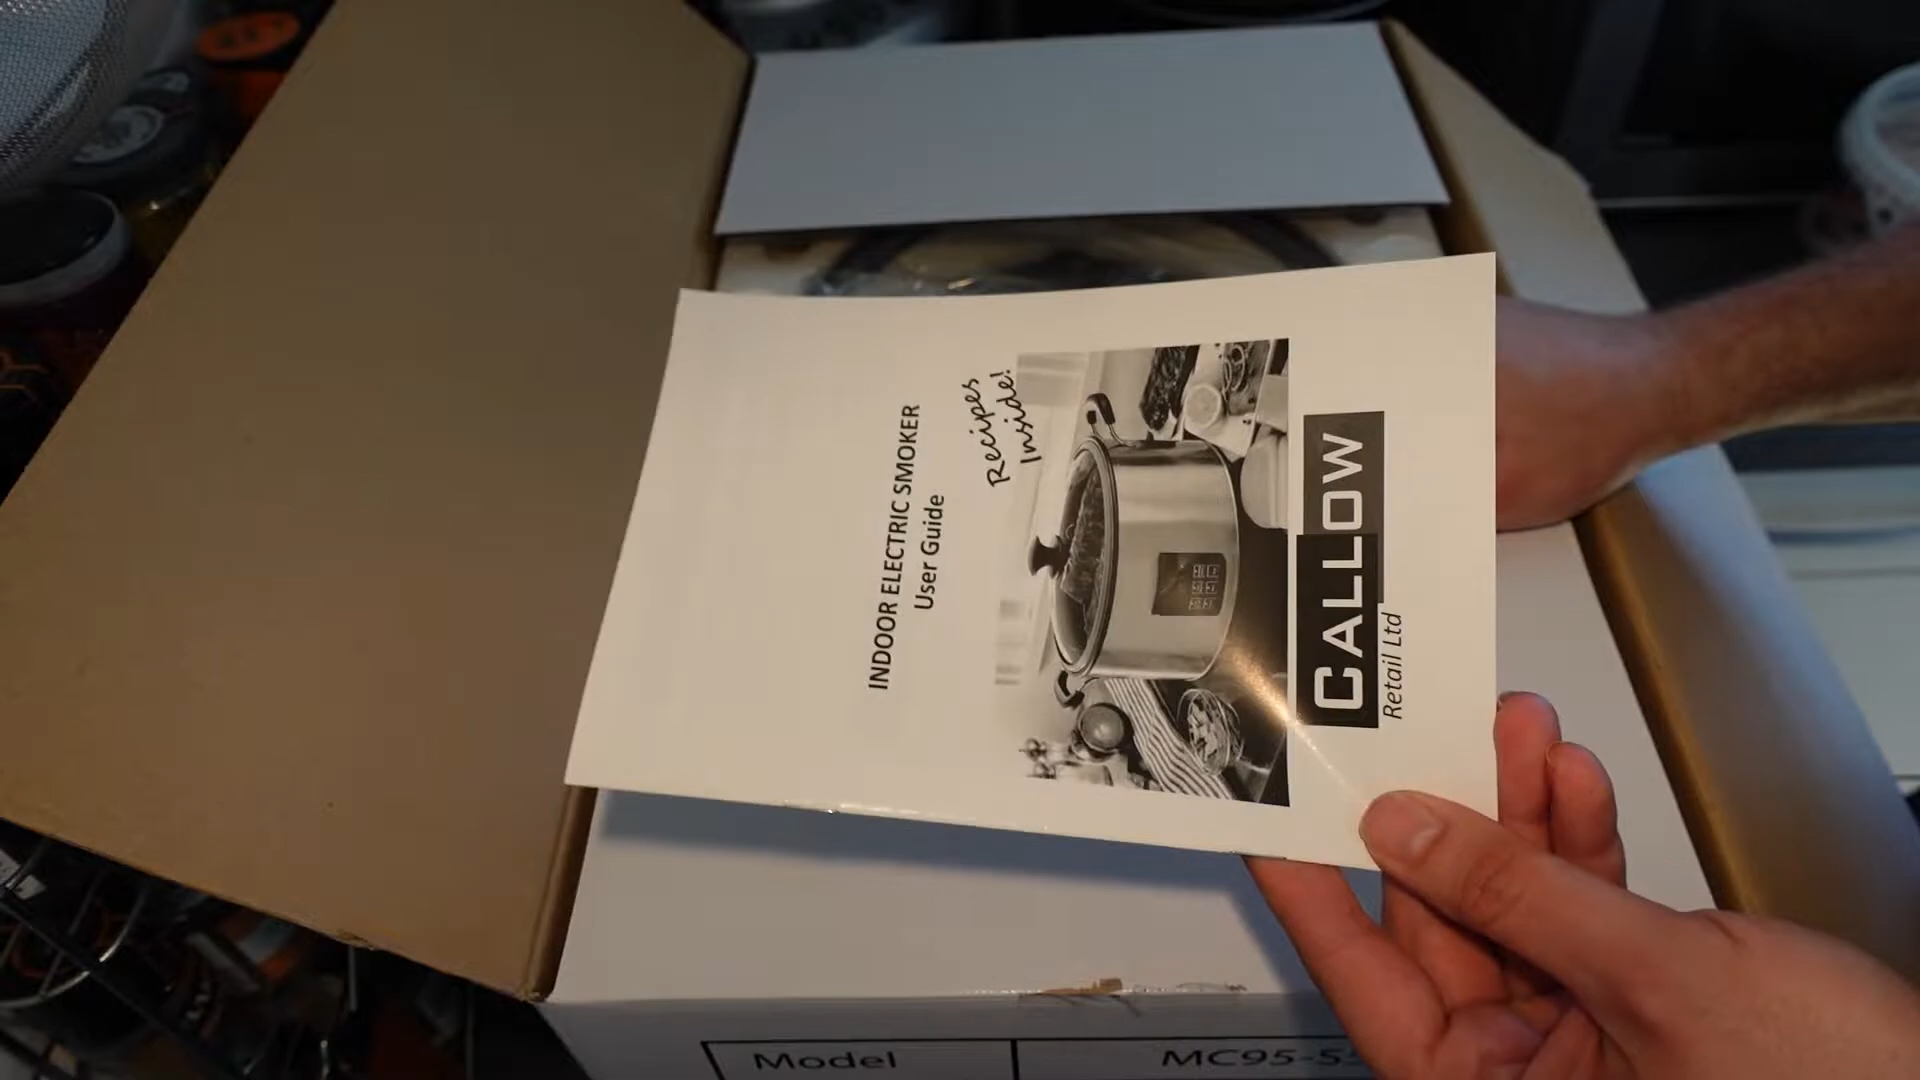 INDOOR ELECTRIC SMOKER
User Guide
Recipes
Inside!
CALLOW
Retail Ltd
Model